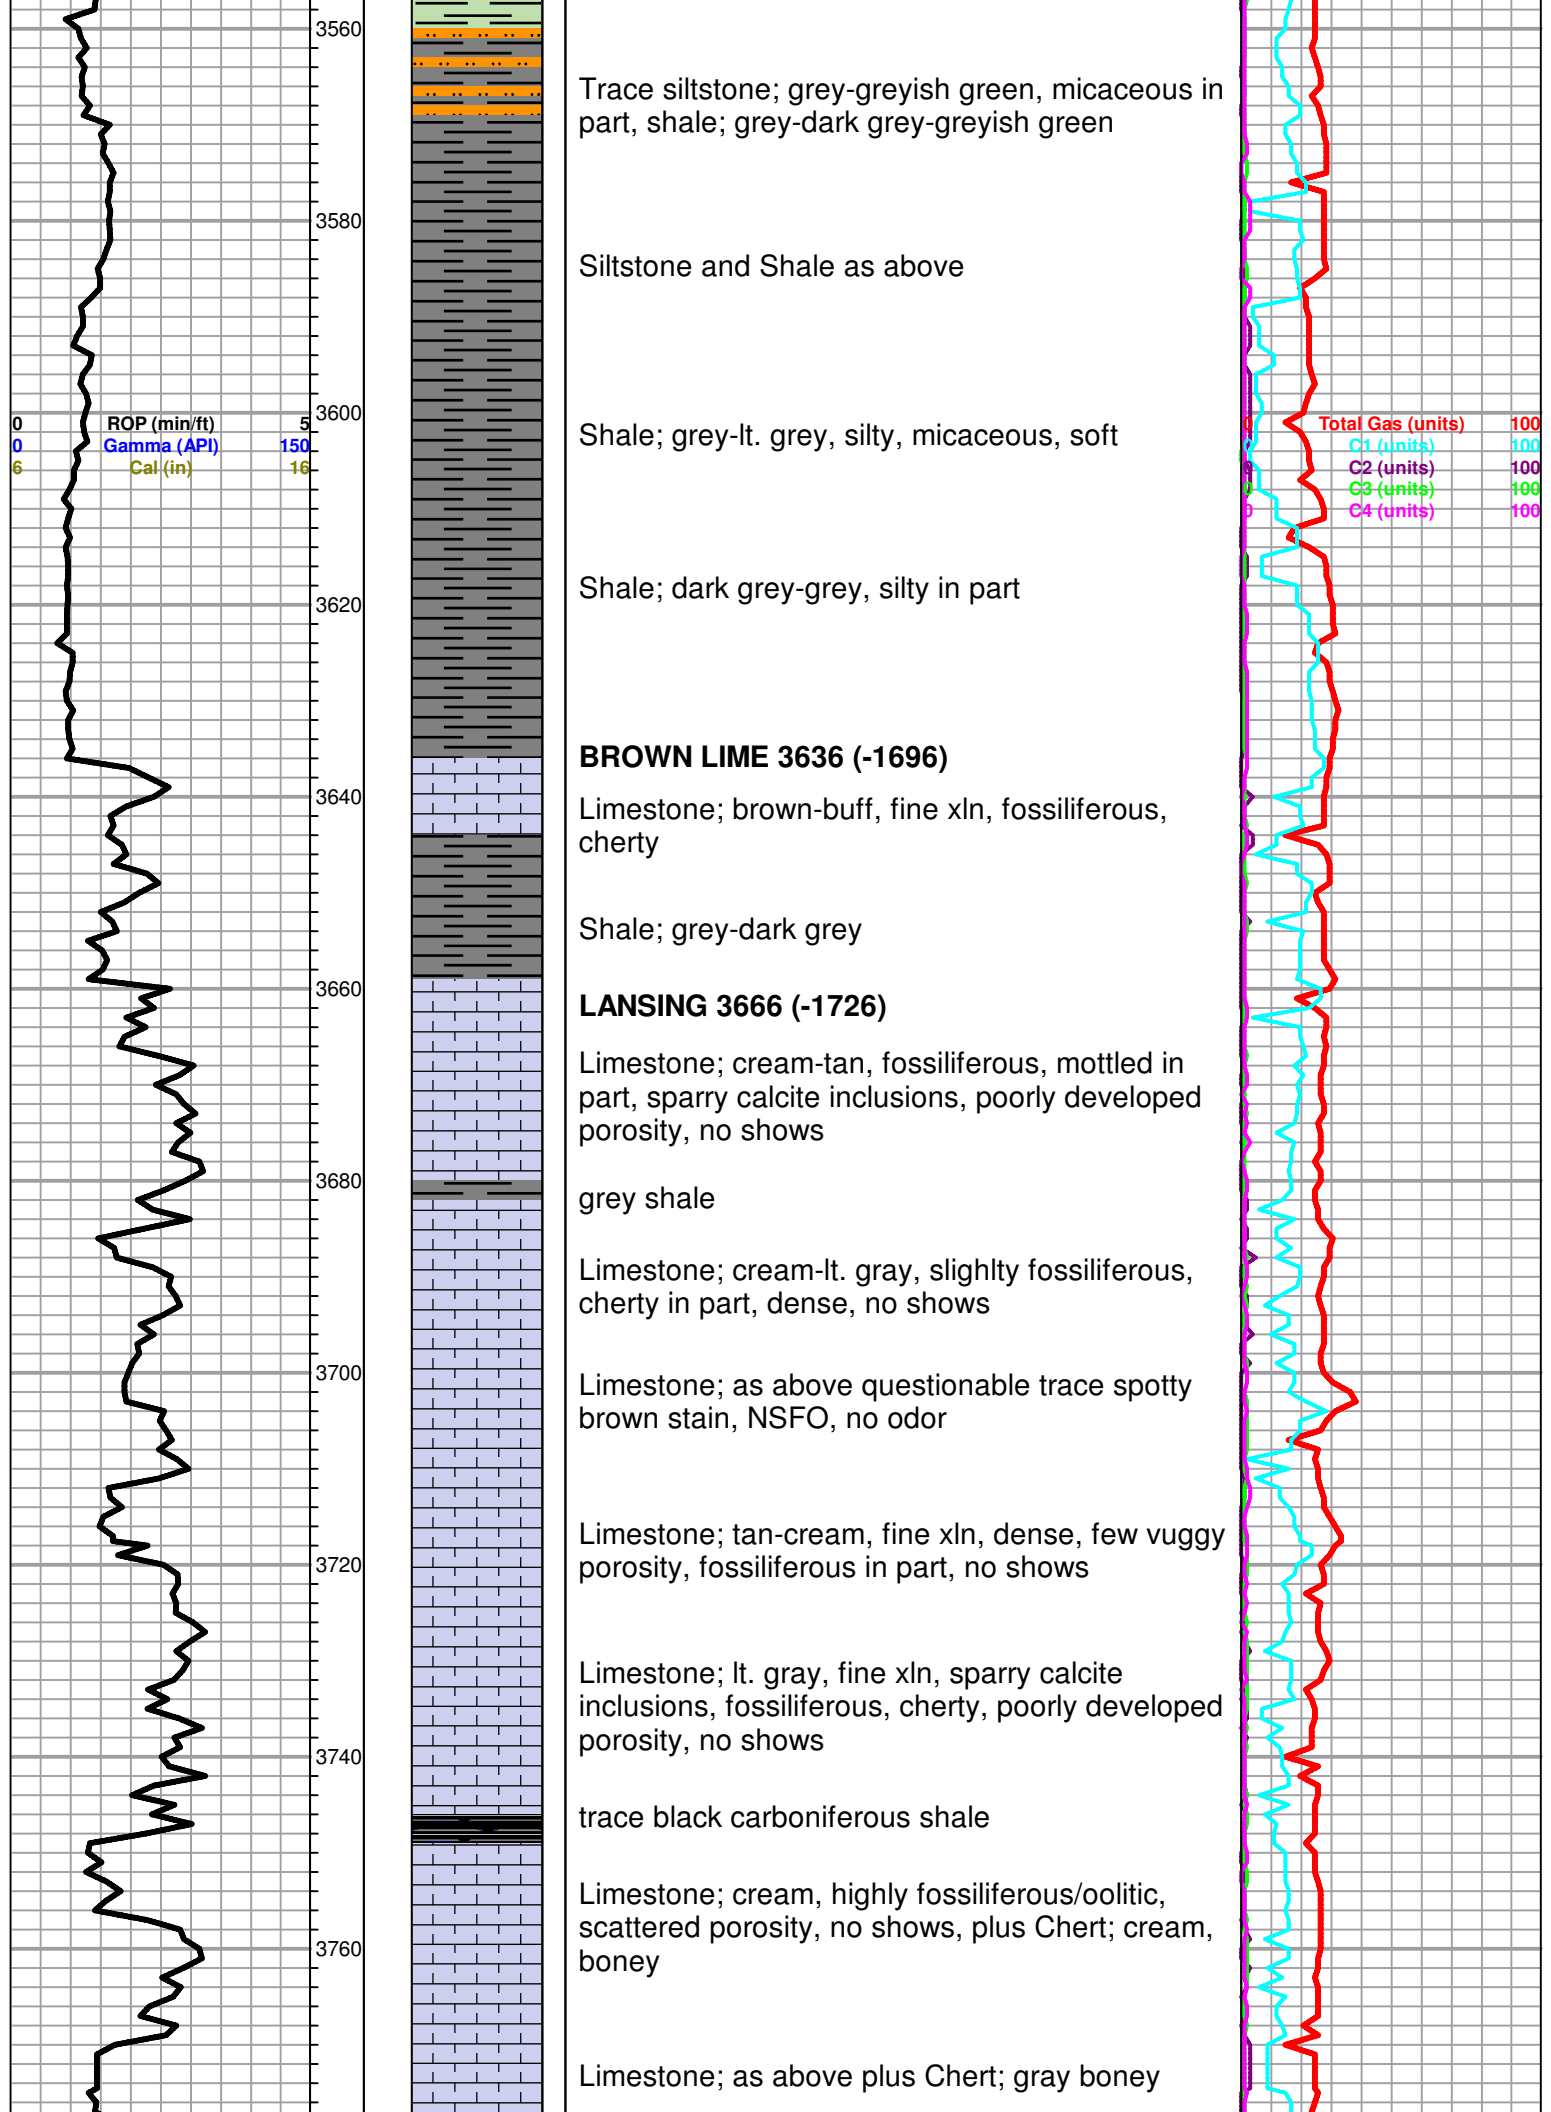 3560
Trace siltstone; grey-greyish green, micaceous in
part, shale; grey-dark grey-greyish green
3580
Siltstone and Shale as above
3600
0 ROP (min/ft) 5
0 Gamma (API) 150
6 Cal (in) 16
Shale; grey-lt. grey, silty, micaceous, soft
0 Total Gas (units) 100
0 C1 (units) 100
0 C2 (units) 100
0 C3 (units) 100
0 C4 (units) 100
Shale; dark grey-grey, silty in part
3620
BROWN LIME 3636 (-1696)
3640
Limestone; brown-buff, fine xln, fossiliferous,
cherty
Shale; grey-dark grey
3660
LANSING 3666 (-1726)
Limestone; cream-tan, fossiliferous, mottled in
part, sparry calcite inclusions, poorly developed
porosity, no shows
3680
grey shale
Limestone; cream-lt. gray, slighlty fossiliferous,
cherty in part, dense, no shows
3700
Limestone; as above questionable trace spotty
brown stain, NSFO, no odor
Limestone; tan-cream, fine xln, dense, few vuggy
porosity, fossiliferous in part, no shows
3720
Limestone; lt. gray, fine xln, sparry calcite
inclusions, fossiliferous, cherty, poorly developed
porosity, no shows
3740
trace black carboniferous shale
Limestone; cream, highly fossiliferous/oolitic,
scattered porosity, no shows, plus Chert; cream,
boney
3760
Limestone; as above plus Chert; gray boney